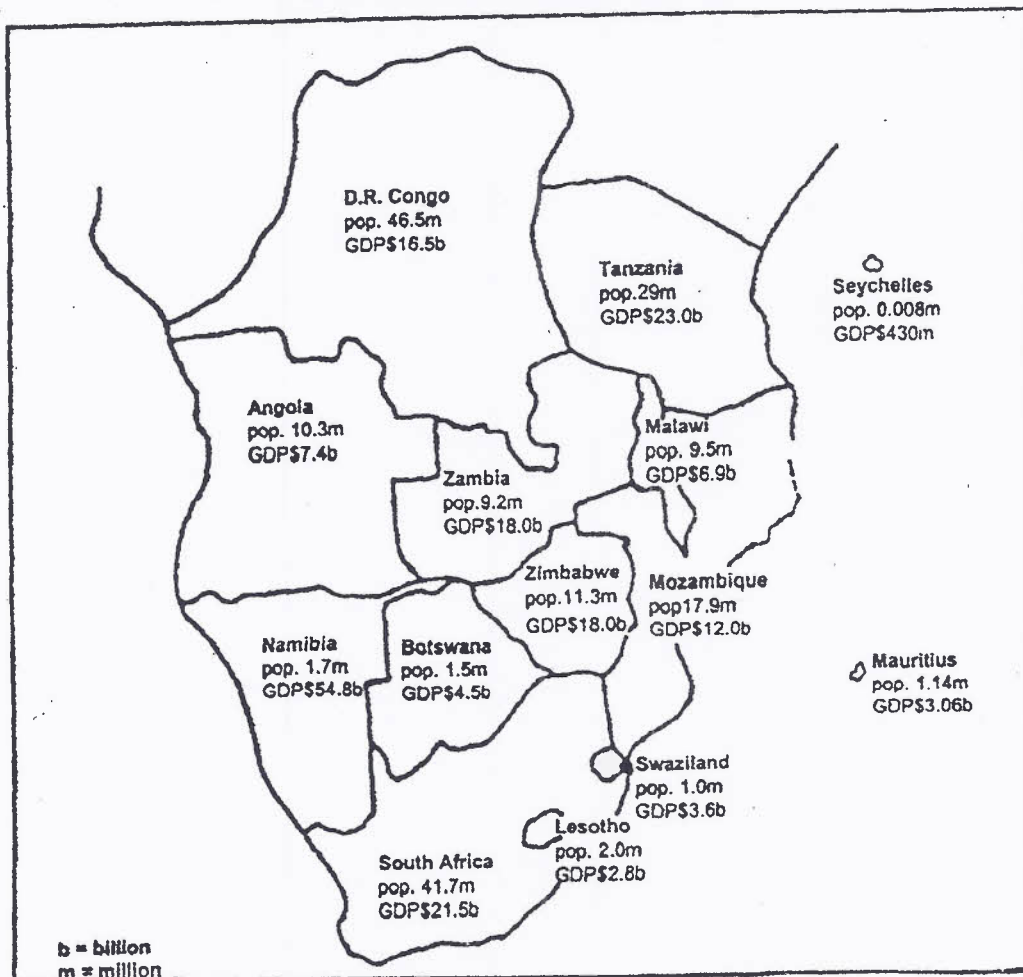 D.R. Congo
pop. 46.5m
GDP$16.5b
Tanzania
pop.29m
GDP$23.0b
Seychelles
pop. 0.008m
GDP$430m
Angola
pop. 10.3m
GDP$7.4b
Malawi
pop. 9.5m
GDP$6.9b
Zambia
pop.9.2m
GDP$18.0b
Zimbabwe
pop.11.3m
GDP$18.0b
Mozambique
pop17.9m
GDP$12.0b
Namibia
pop. 1.7m
GDP$54.8b
Botswana
pop. 1.5m
GDP$4.5b
Mauritius
pop. 1.14m
GDP$3.06b
Swaziland
pop. 1.0m
GDP$3.6b
Lesotho
pop. 2.0m
GDP$2.8b
South Africa
pop. 41.7m
GDP$21.5b
b = billion
m = million